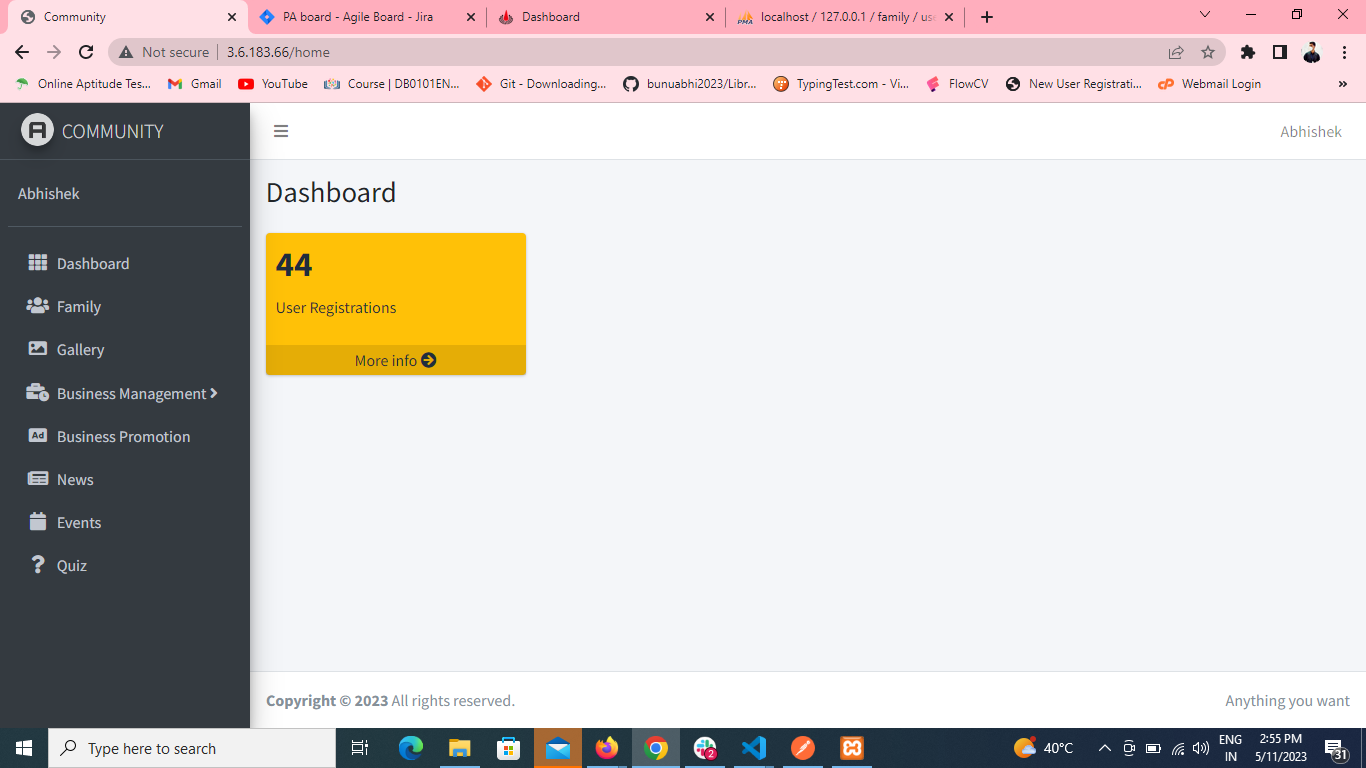 Community
PA board - Agile Board - Jira
Dashboard
localhost / 127.0.0.1 / family / us
Not secure
3.6.183.66/home
Online Aptitude Tes...
Gmail
YouTube
Course | DB0101EN...
Git - Downloading...
bunuabhi2023/Libr...
TypingTest.com - Vi...
FlowCV
New User Registrati...
Webmail Login
»
A COMMUNITY
Abhishek
Abhishek
Dashboard
Family
Gallery
Business Management
Ad Business Promotion
News
Events
Quiz
Dashboard
44
User Registrations
More info
Copyright © 2023 All rights reserved.
Anything you want
Type here to search
2
40°C
ENG
IN
2:55 PM
5/11/2023
31